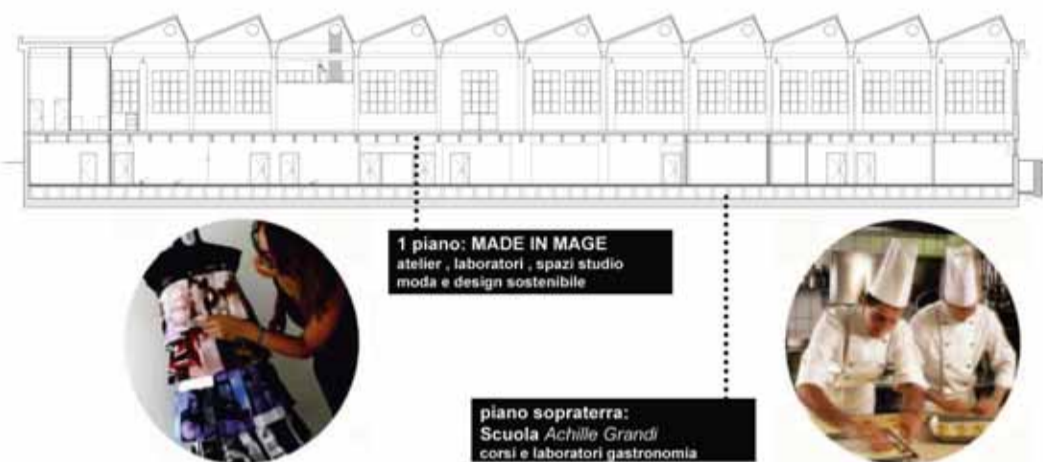 1 piano: MADE IN MAGE
atelier , laboratori , spazi studio
moda e design sostenibile
piano sopraterra:
Scuola Achille Grandi
corsi e laboratori gastronomia